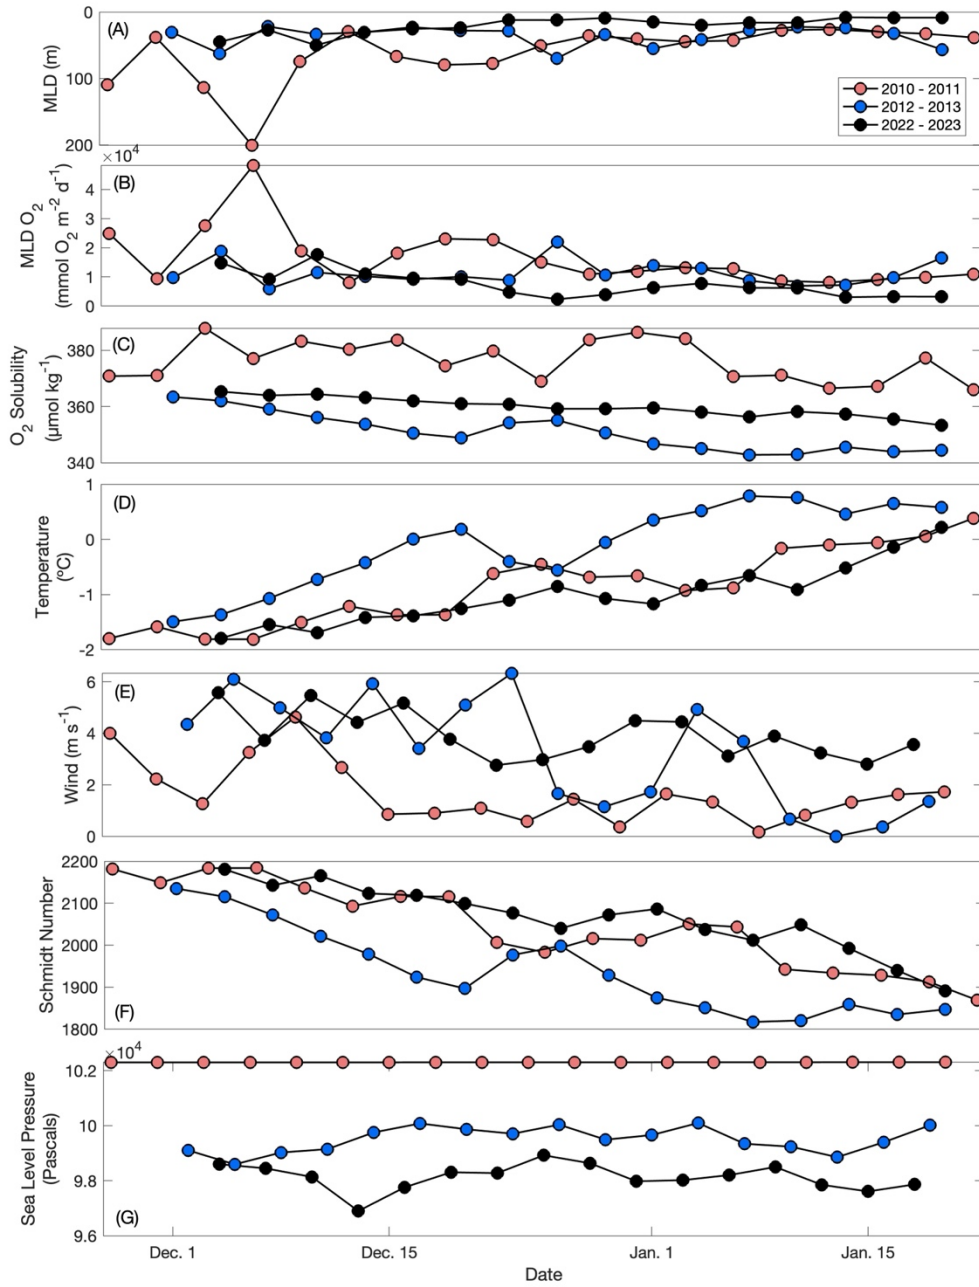 (A)
MLD (m)
0
100
200
2010 - 2011
2012 - 2013
2022 - 2023
×10⁴
(B)
MLD O₂
(mmol O₂ m⁻² d⁻¹)
4
3
2
1
0
(C)
O₂ Solubility
(μmol kg⁻¹)
380
360
340
(D)
Temperature
(ºC)
1
0
-1
-2
(E)
Wind (m s⁻¹)
6
4
2
0
Schmidt Number
2200
2100
2000
1900
1800
(F)
×10⁴
Sea Level Pressure
(Pascals)
10.2
10
9.8
9.6
(G)
Dec. 1
Dec. 15
Jan. 1
Jan. 15
Date